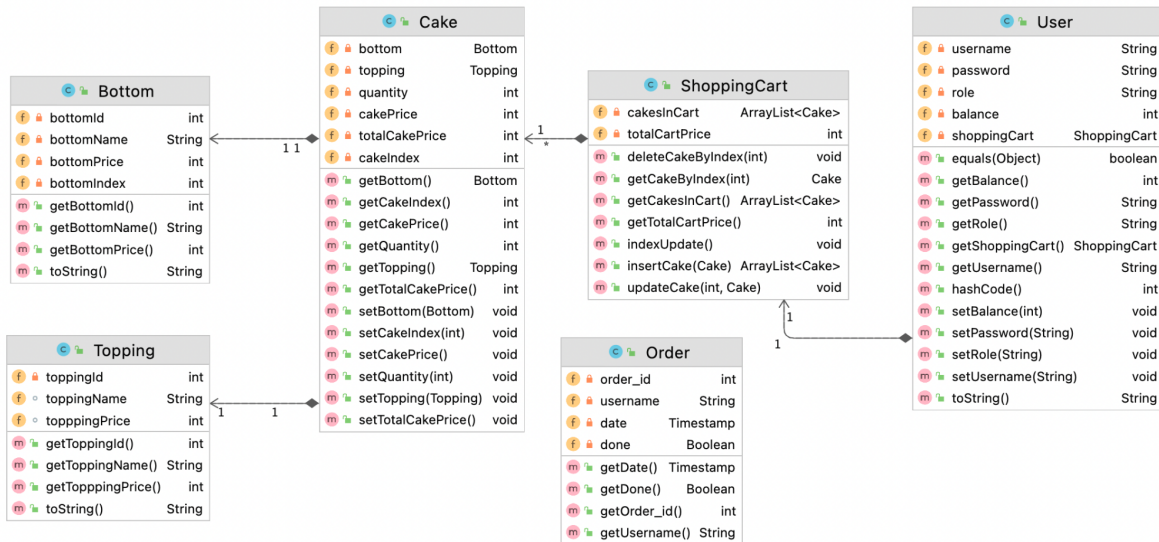 Bottom
bottomId int
bottomName String
bottomPrice int
bottomIndex int
getBottomId() int
getBottomName() String
getBottomPrice() int
toString() String
Topping
toppingId int
toppingName String
topppingPrice int
getToppingId() int
getToppingName() String
getTopppingPrice() int
toString() String
Cake
bottom Bottom
topping Topping
quantity int
cakePrice int
totalCakePrice int
cakeIndex int
getBottom() Bottom
getCakeIndex() int
getCakePrice() int
getQuantity() int
getTopping() Topping
getTotalCakePrice() int
setBottom(Bottom) void
setCakeIndex(int) void
setCakePrice() void
setQuantity(int) void
setTopping(Topping) void
setTotalCakePrice() void
1 1
1 1
ShoppingCart
cakesInCart ArrayList<Cake>
totalCartPrice int
deleteCakeByIndex(int) void
getCakeByIndex(int) Cake
getCakesInCart() ArrayList<Cake>
getTotalCartPrice() int
indexUpdate() void
insertCake(Cake) ArrayList<Cake>
updateCake(int, Cake) void
1
*
Order
order_id int
username String
date Timestamp
done Boolean
getDate() Timestamp
getDone() Boolean
getOrder_id() int
getUsername() String
1
1
User
username String
password String
role String
balance int
shoppingCart ShoppingCart
equals(Object) boolean
getBalance() int
getPassword() String
getRole() String
getShoppingCart() ShoppingCart
getUsername() String
hashCode() int
setBalance(int) void
setPassword(String) void
setRole(String) void
setUsername(String) void
toString() String